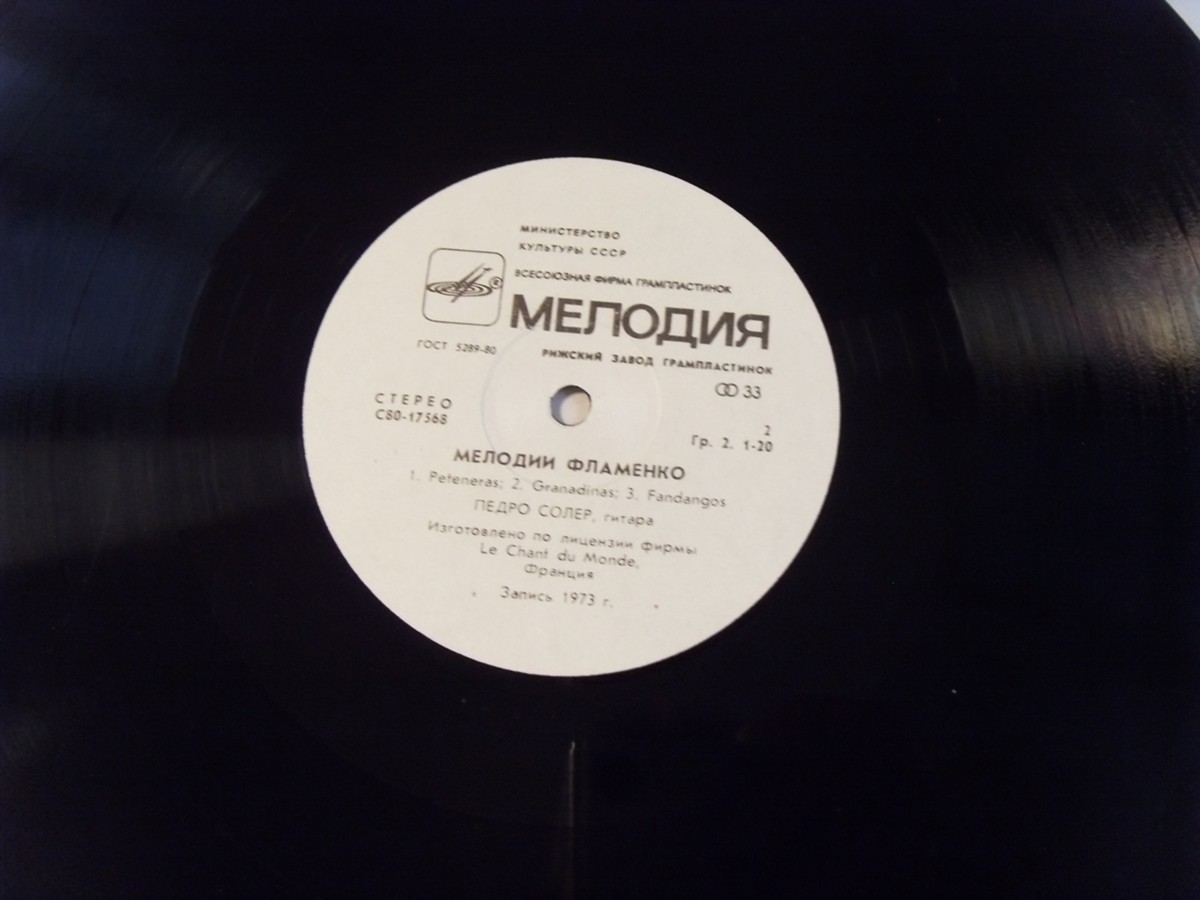 МИНИСТЕРСТВО
КУЛЬТУРЫ СССР
ВСЕСОЮЗНАЯ ФИРМА ГРАМПЛАСТИНОК
®
МЕЛОДИЯ
ГОСТ 5289-80
РИЖСКИЙ ЗАВОД ГРАМПЛАСТИНОК
33
СТЕРЕО
С80-17568
2
Гр. 2. 1-20
МЕЛОДИИ ФЛАМЕНКО
1. Peteneras; 2. Granadinas; 3. Fandangos
ПЕДРО СОЛЕР, гитара
Изготовлено по лицензии фирмы
Le Chant du Monde,
Франция
Запись 1973 г.